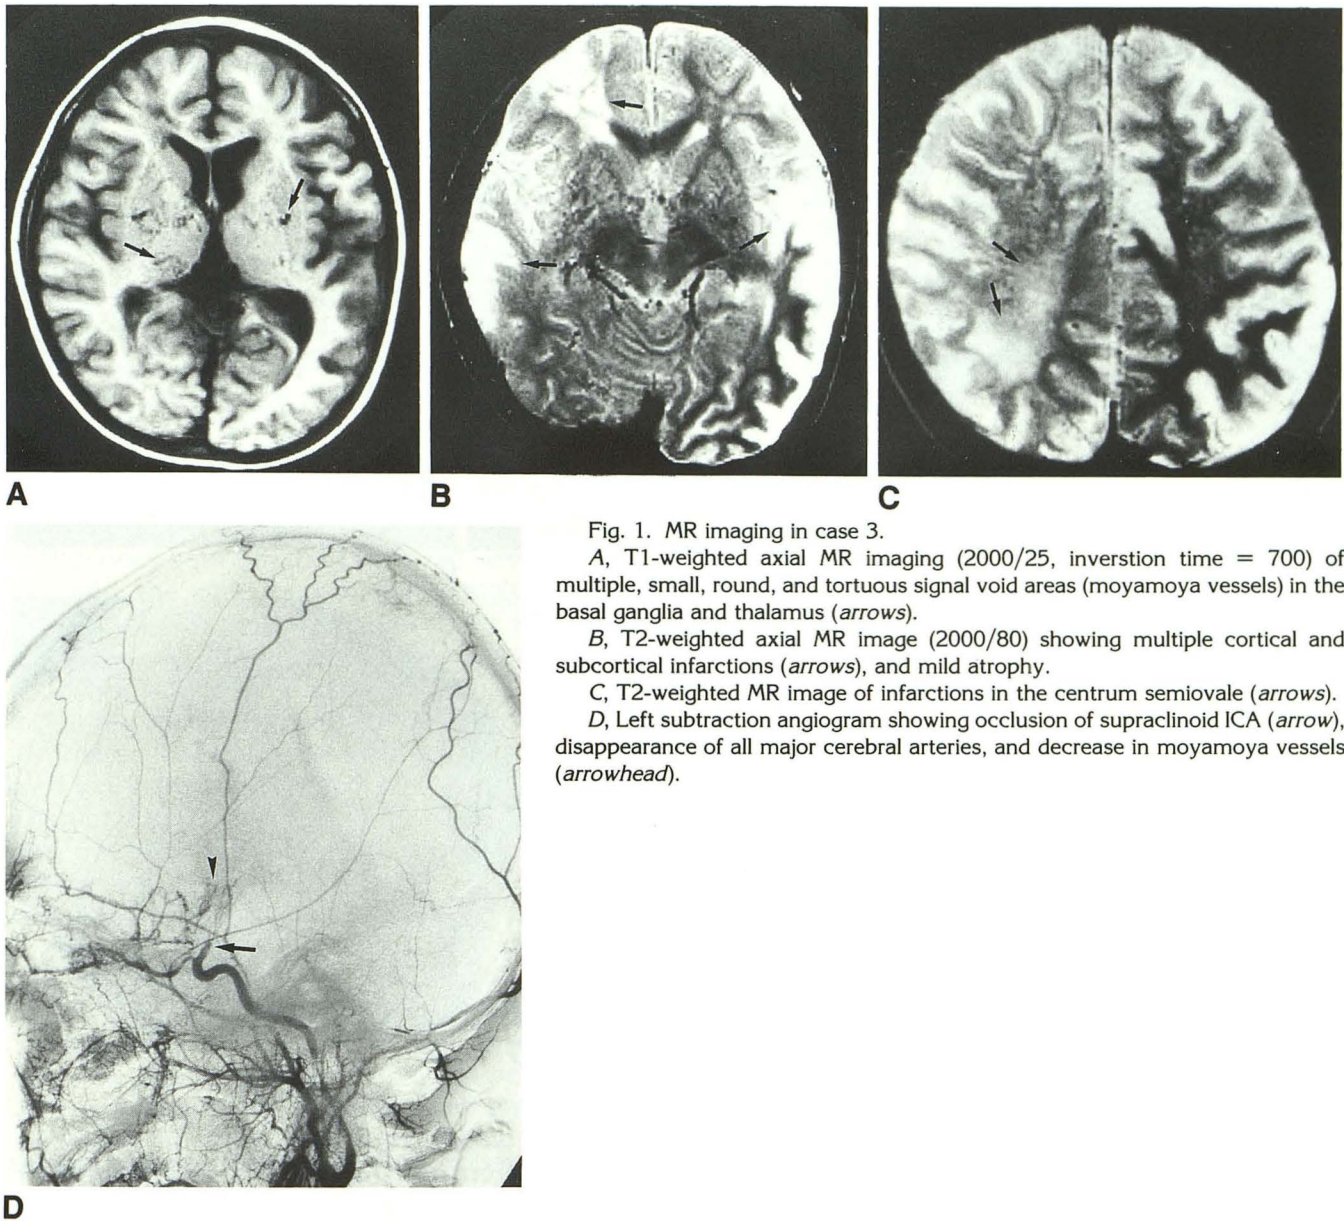 A
B
C
Fig. 1. MR imaging in case 3.
A, T1-weighted axial MR imaging (2000/25, inverstion time = 700) of
multiple, small, round, and tortuous signal void areas (moyamoya vessels) in the
basal ganglia and thalamus (arrows).
B, T2-weighted axial MR image (2000/80) showing multiple cortical and
subcortical infarctions (arrows), and mild atrophy.
C, T2-weighted MR image of infarctions in the centrum semiovale (arrows).
D, Left subtraction angiogram showing occlusion of supraclinoid ICA (arrow),
disappearance of all major cerebral arteries, and decrease in moyamoya vessels
(arrowhead).
D